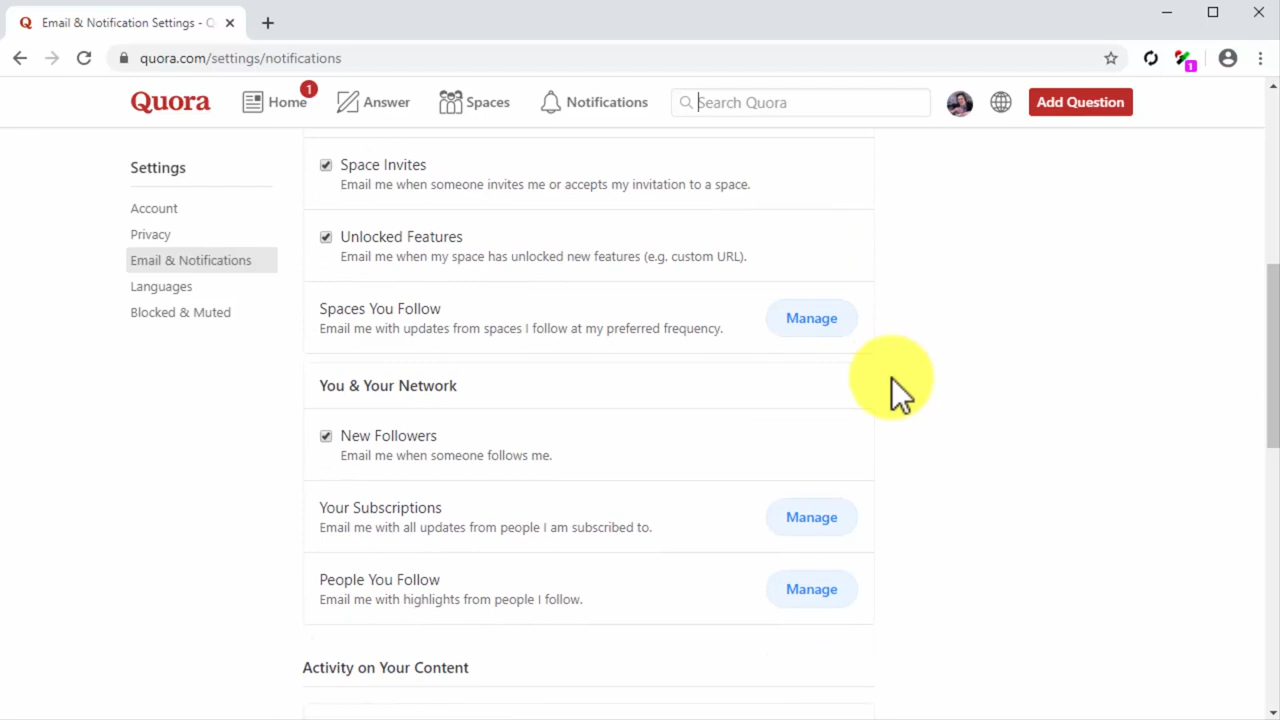 Email & Notification Settings - Q
quora.com/settings/notifications
1
Quora
Home
1
Answer
Spaces
Notifications
Search Quora
Add Question
Settings
Account
Privacy
Email & Notifications
Languages
Blocked & Muted
Space Invites
Email me when someone invites me or accepts my invitation to a space.
Unlocked Features
Email me when my space has unlocked new features (e.g. custom URL).
Spaces You Follow
Email me with updates from spaces I follow at my preferred frequency.
Manage
You & Your Network
New Followers
Email me when someone follows me.
Your Subscriptions
Email me with all updates from people I am subscribed to.
Manage
People You Follow
Email me with highlights from people I follow.
Manage
Activity on Your Content